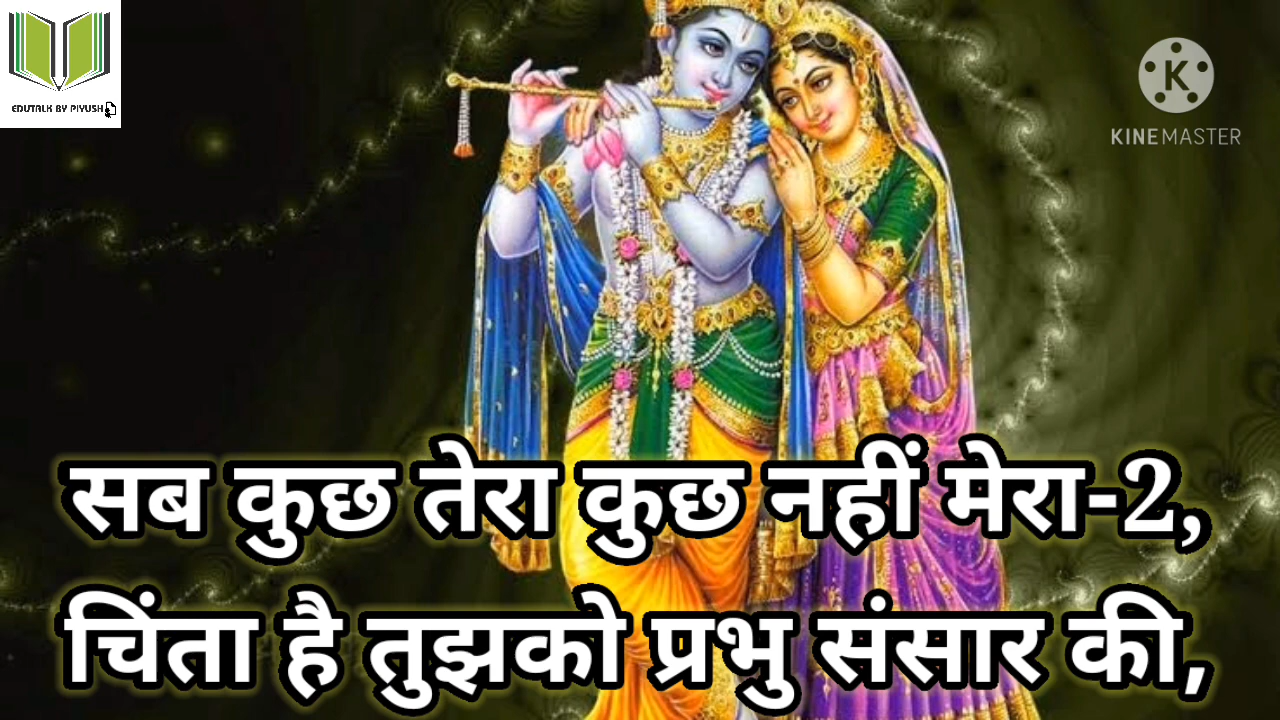 EDUTALK BY PIYUSH
K
KINEMASTER
सब कुछ तेरा कुछ नहीं मेरा-2,
चिंता है तुझको प्रभु संसार की,